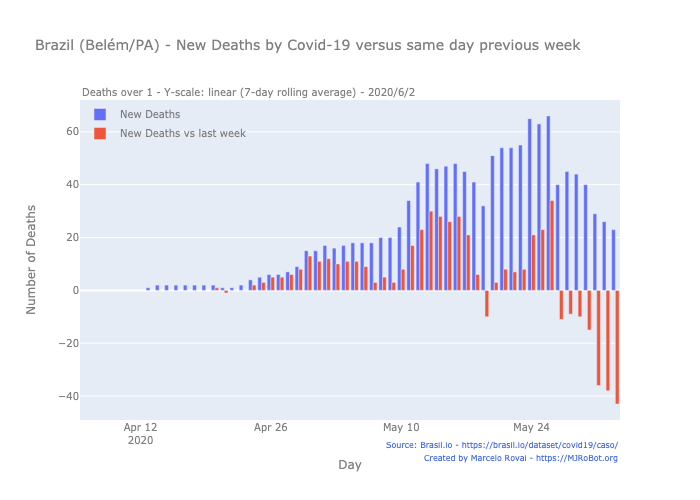 Brazil (Belém/PA) - New Deaths by Covid-19 versus same day previous week
Deaths over 1 - Y-scale: linear (7-day rolling average) - 2020/6/2
New Deaths
New Deaths vs last week
Number of Deaths
60
40
20
0
−20
−40
Apr 12
2020
Apr 26
May 10
May 24
Day
Source: Brasil.io - https://brasil.io/dataset/covid19/caso/
Created by Marcelo Rovai - https://MJRoBot.org